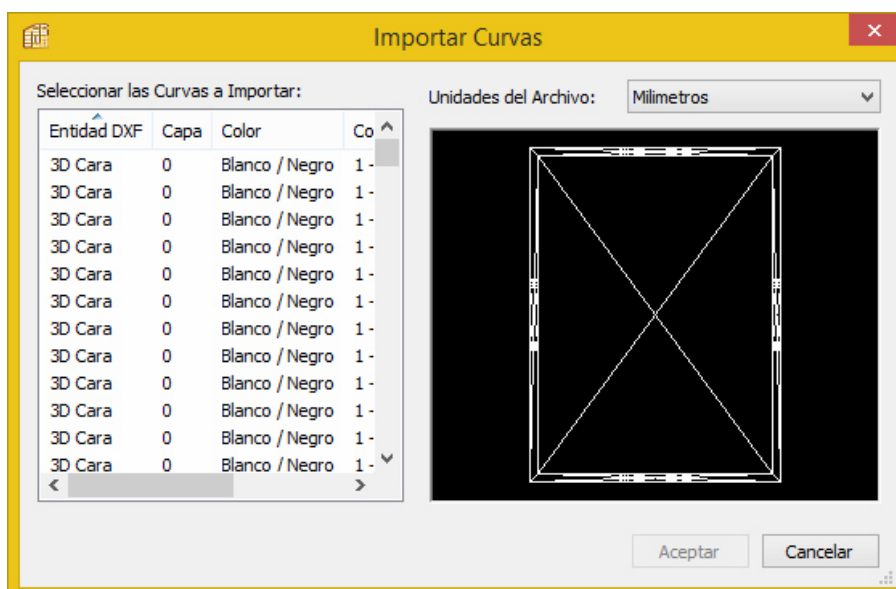 Importar Curvas
Seleccionar las Curvas a Importar:
Unidades del Archivo: Milimetros
Entidad DXF Capa Color Co
3D Cara 0 Blanco / Negro 1 -
3D Cara 0 Blanco / Negro 1 -
3D Cara 0 Blanco / Negro 1 -
3D Cara 0 Blanco / Negro 1 -
3D Cara 0 Blanco / Negro 1 -
3D Cara 0 Blanco / Negro 1 -
3D Cara 0 Blanco / Negro 1 -
3D Cara 0 Blanco / Negro 1 -
3D Cara 0 Blanco / Negro 1 -
3D Cara 0 Blanco / Negro 1 -
3D Cara 0 Blanco / Negro 1 -
3D Cara 0 Blanco / Negro 1 -
Aceptar Cancelar